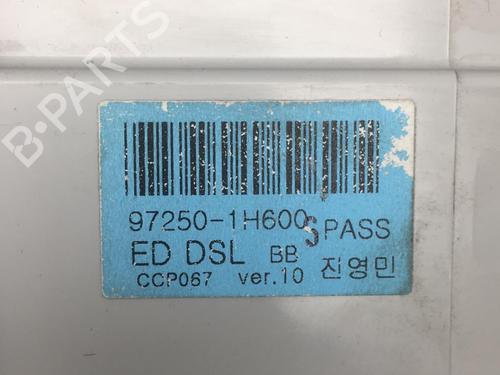 B-PARTS
97250-1H600 S PASS
ED DSL BB
CCP067 ver.10 진영민